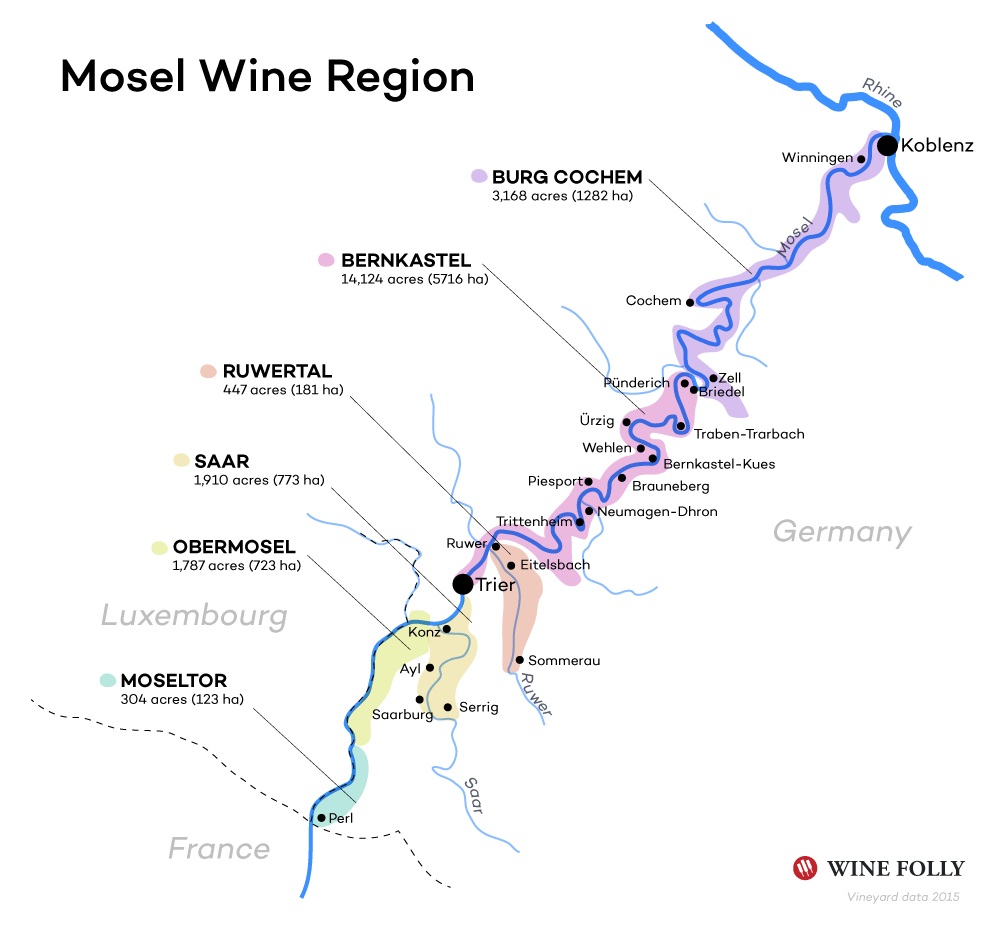 Mosel Wine Region
Rhine
Koblenz
Winningen
BURG COCHEM
3,168 acres (1282 ha)
Mosel
BERNKASTEL
14,124 acres (5716 ha)
Cochem
RUWERTAL
447 acres (181 ha)
Pünderich
Zell
Briedel
Ürzig
Traben-Trarbach
Wehlen
Bernkastel-Kues
SAAR
1,910 acres (773 ha)
Piesport
Brauneberg
Neumagen-Dhron
Trittenheim
Germany
OBERMOSEL
1,787 acres (723 ha)
Ruwer
Eitelsbach
Trier
Luxembourg
Konz
Ayl
Sommerau
MOSELTOR
304 acres (123 ha)
Ruwer
Saarburg
Serrig
Saar
Perl
France
WINE FOLLY
Vineyard data 2015